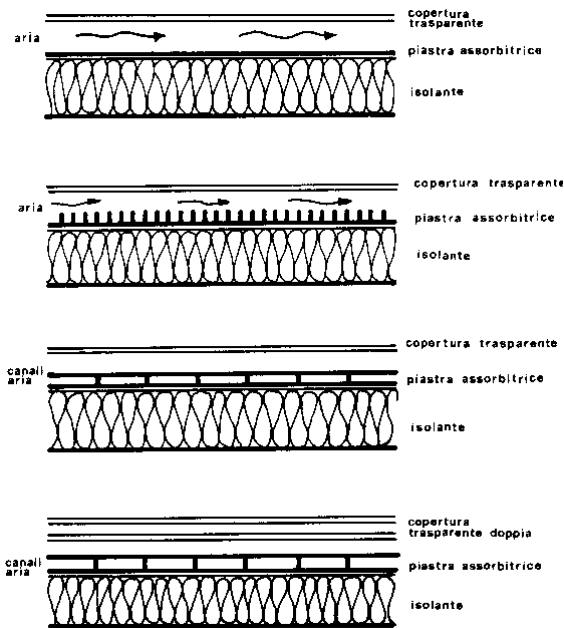 copertura
trasparente
aria
piastra assorbitrice
isolante
copertura trasparente
aria
piastra assorbitrice
isolante
copertura trasparente
canali
aria
piastra assorbitrice
isolante
copertura
trasparente doppia
canali
aria
piastra assorbitrice
isolante